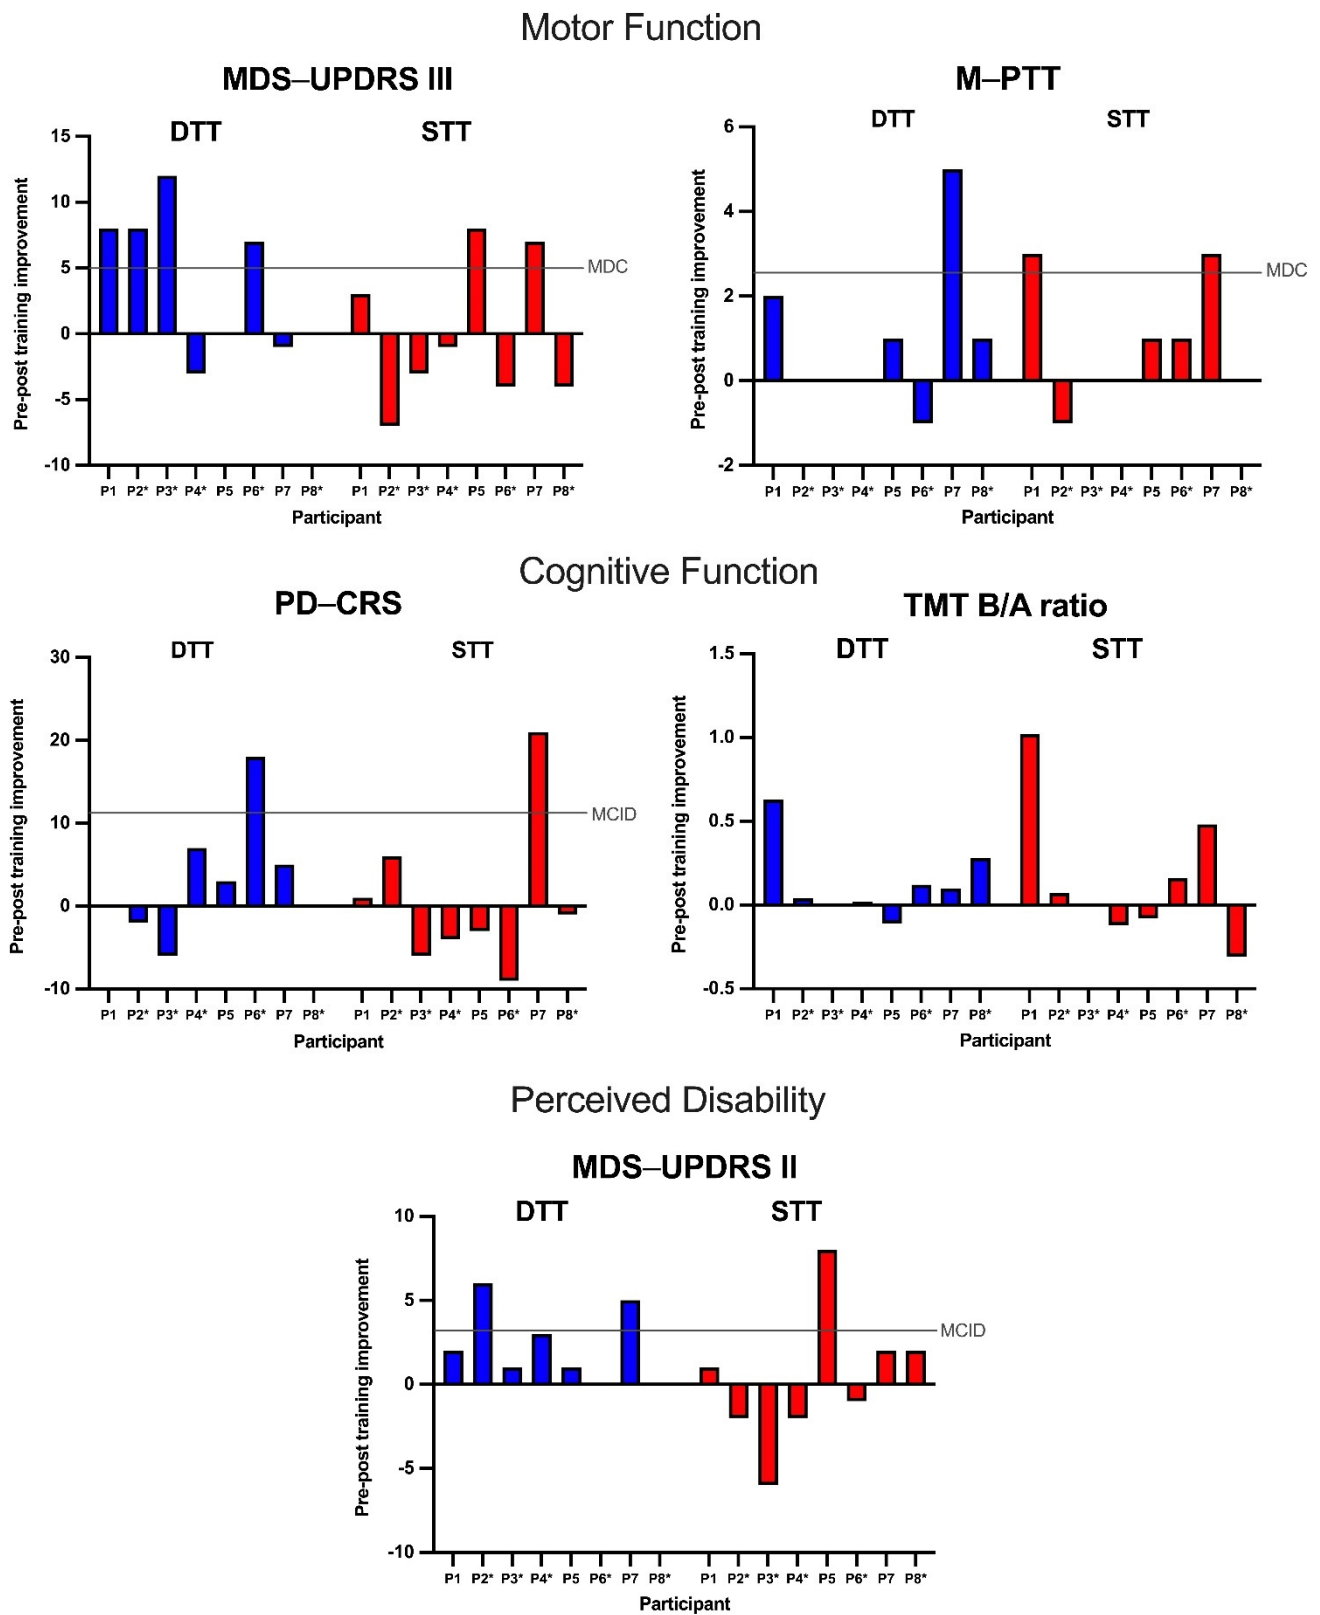 Motor Function
MDS–UPDRS III
DTT STT
15
10
5
0
-5
-10
MDC
Pre-post training improvement
P1 P2* P3* P4* P5 P6* P7 P8* P1 P2* P3* P4* P5 P6* P7 P8*
Participant
M–PTT
DTT STT
6
4
2
0
-2
MDC
Pre-post training improvement
P1 P2* P3* P4* P5 P6* P7 P8* P1 P2* P3* P4* P5 P6* P7 P8*
Participant
Cognitive Function
PD–CRS
DTT STT
30
20
10
0
-10
MCID
Pre-post training improvement
P1 P2* P3* P4* P5 P6* P7 P8* P1 P2* P3* P4* P5 P6* P7 P8*
Participant
TMT B/A ratio
DTT STT
1.5
1.0
0.5
0.0
-0.5
Pre-post training improvement
P1 P2* P3* P4* P5 P6* P7 P8* P1 P2* P3* P4* P5 P6* P7 P8*
Participant
Perceived Disability
MDS–UPDRS II
DTT STT
10
5
0
-5
-10
MCID
Pre-post training improvement
P1 P2* P3* P4* P5 P6* P7 P8* P1 P2* P3* P4* P5 P6* P7 P8*
Participant